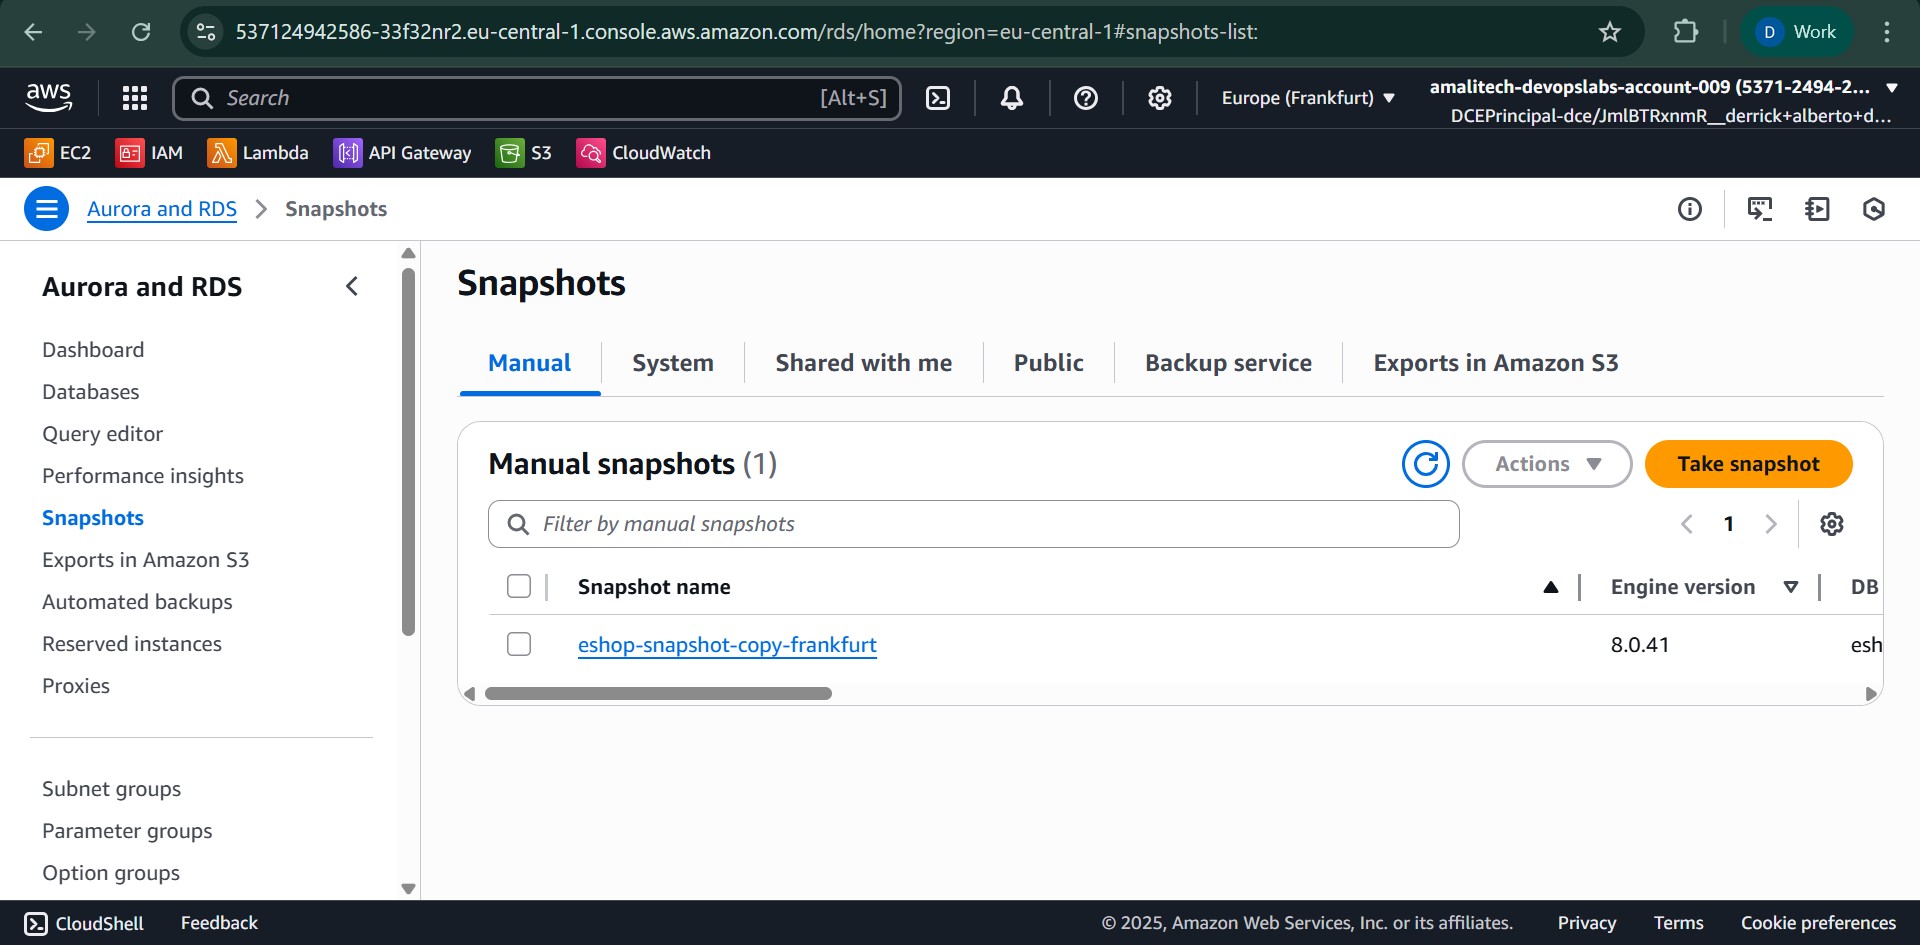 537124942586-33f32nr2.eu-central-1.console.aws.amazon.com/rds/home?region=eu-central-1#snapshots-list:
D Work
aws
Search [Alt+S]
Europe (Frankfurt)
amalitech-devopslabs-account-009 (5371-2494-2...
DCEPrincipal-dce/JmlBTRxnmR__derrick+alberto+d...
EC2 IAM Lambda API Gateway S3 CloudWatch
Aurora and RDS > Snapshots
Aurora and RDS
Dashboard
Databases
Query editor
Performance insights
Snapshots
Exports in Amazon S3
Automated backups
Reserved instances
Proxies
Subnet groups
Parameter groups
Option groups
Snapshots
Manual System Shared with me Public Backup service Exports in Amazon S3
Manual snapshots (1)
Actions Take snapshot
Filter by manual snapshots
1
Snapshot name Engine version DB
eshop-snapshot-copy-frankfurt 8.0.41 esh
CloudShell Feedback © 2025, Amazon Web Services, Inc. or its affiliates. Privacy Terms Cookie preferences